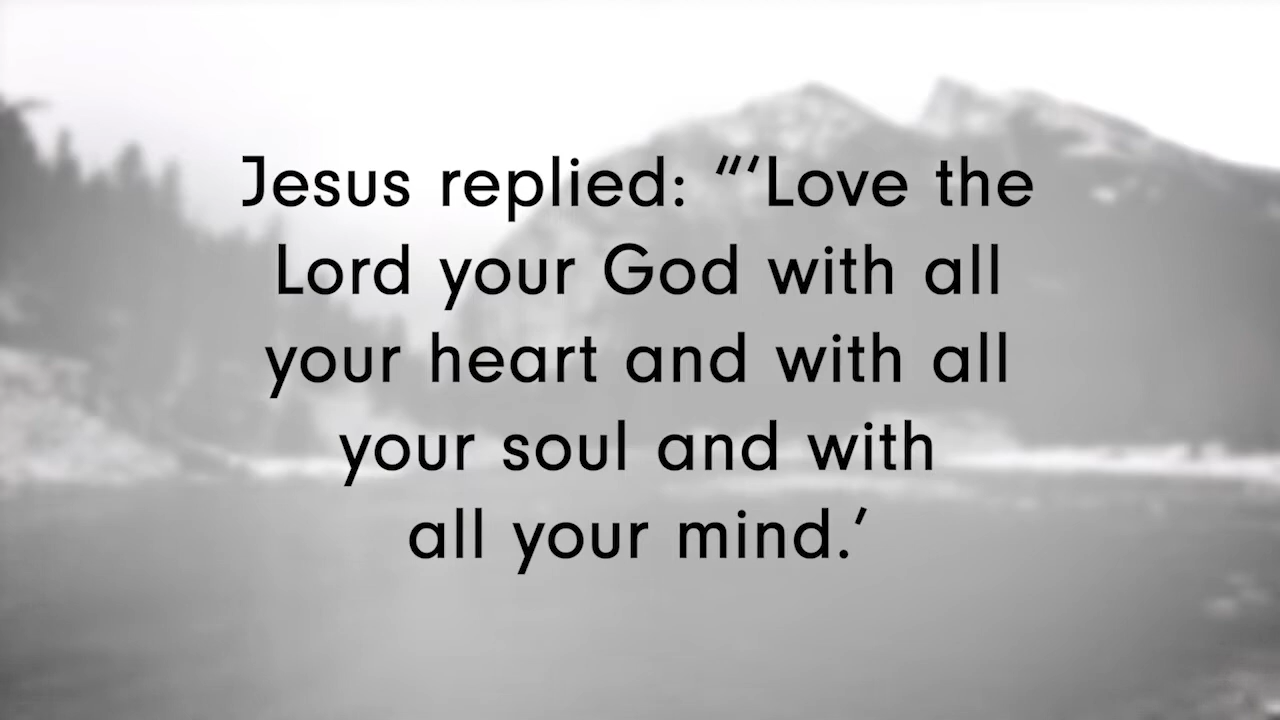 Jesus replied: “‘Love the
Lord your God with all
your heart and with all
your soul and with
all your mind.’